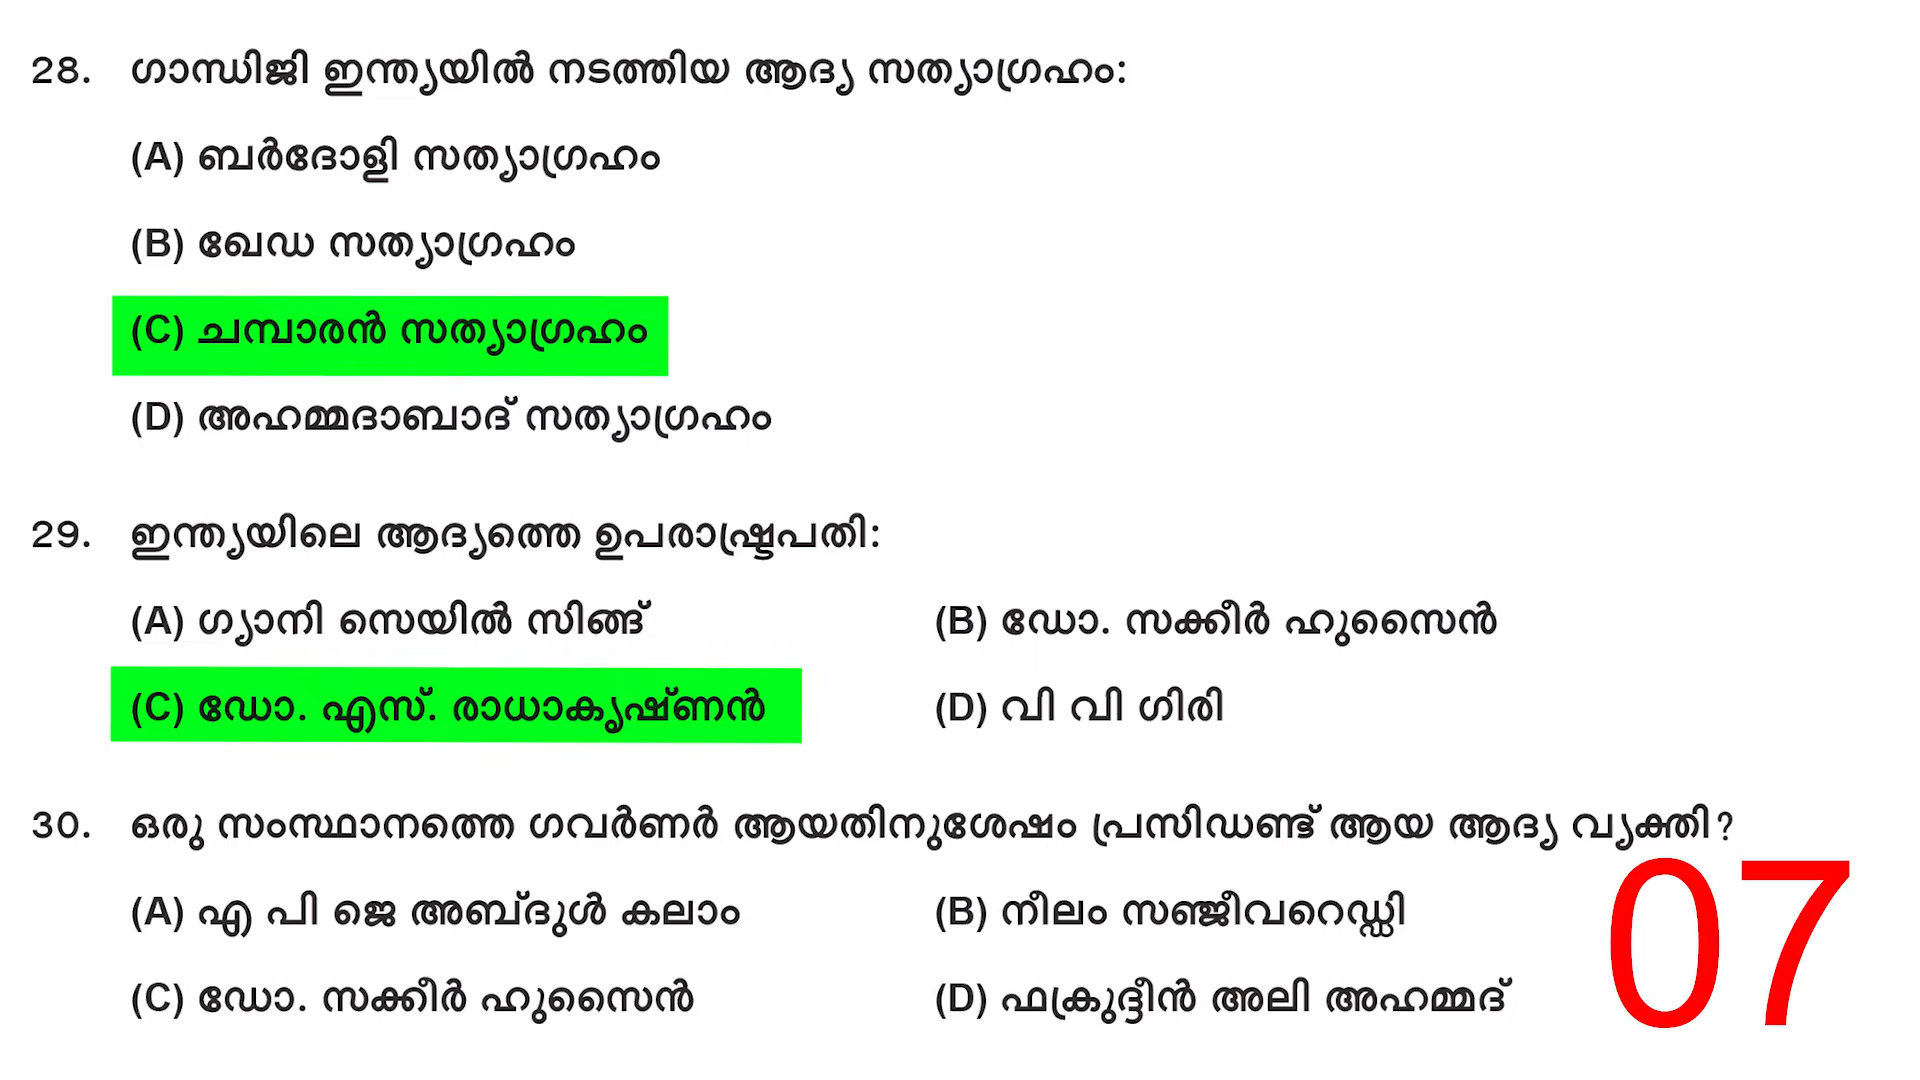 28. ഗാന്ധിജി ഇന്ത്യയിൽ നടത്തിയ ആദ്യ സത്യാഗ്രഹം:
(A) ബർദോളി സത്യാഗ്രഹം
(B) ഖേഡ സത്യാഗ്രഹം
(C) ചമ്പാരൻ സത്യാഗ്രഹം
(D) അഹമ്മദാബാദ് സത്യാഗ്രഹം
29. ഇന്ത്യയിലെ ആദ്യത്തെ ഉപരാഷ്ട്രപതി:
(A) ഗ്യാനി സെയിൽ സിങ്ങ് (B) ഡോ. സക്കീർ ഹുസൈൻ
(C) ഡോ. എസ്. രാധാകൃഷ്ണൻ (D) വി വി ഗിരി
30. ഒരു സംസ്ഥാനത്തെ ഗവർണർ ആയതിനുശേഷം പ്രസിഡണ്ട് ആയ ആദ്യ വ്യക്തി?
(A) എ പി ജെ അബ്ദുൾ കലാം (B) നീലം സഞ്ജീവറെഡ്ഡി
(C) ഡോ. സക്കീർ ഹുസൈൻ (D) ഫക്രുദ്ദീൻ അലി അഹമ്മദ്
07